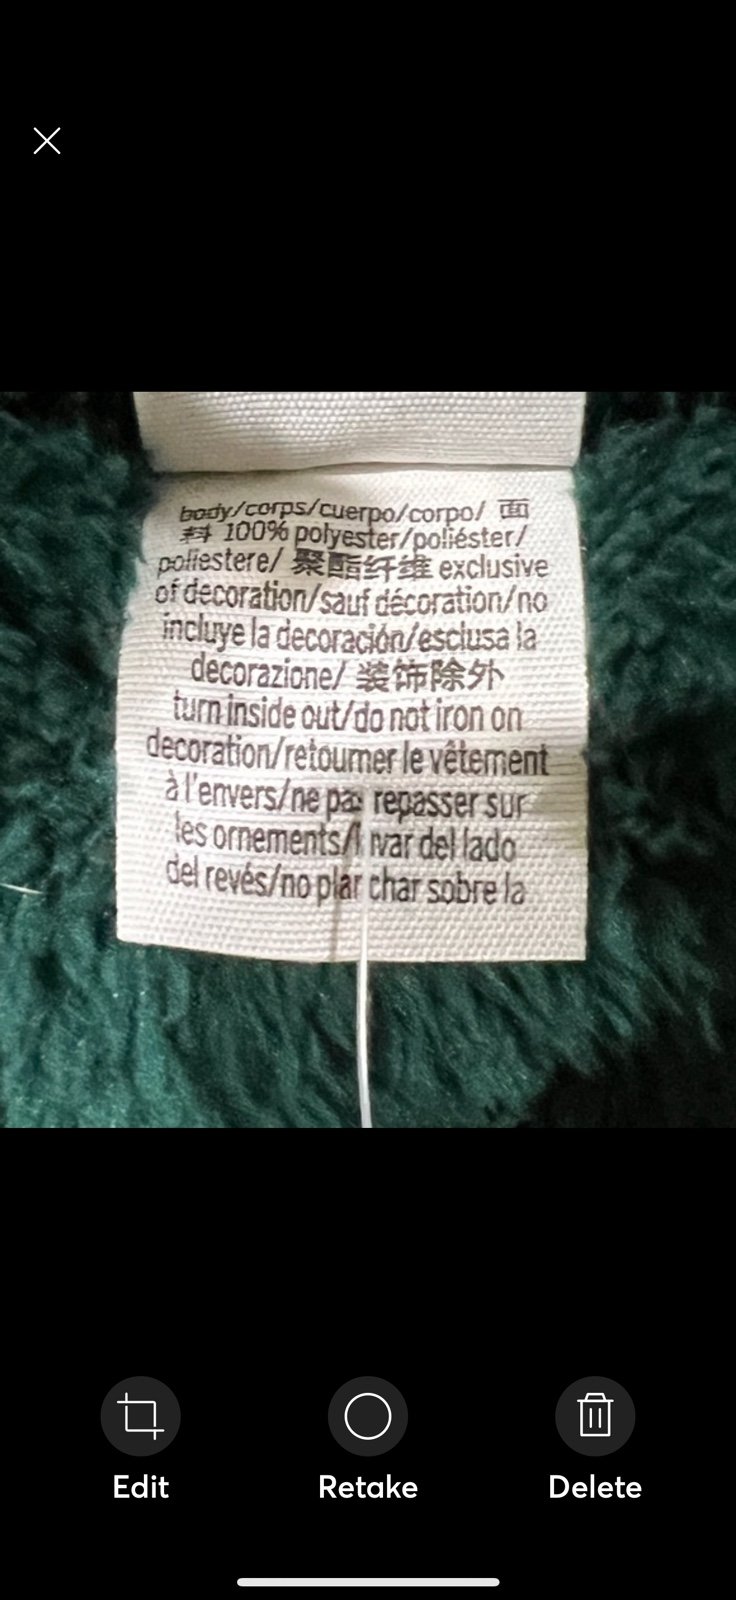 body/corps/cuerpo/corpo/ 面
料 100% polyester/poliéster/
poliestere/ 聚酯纤维 exclusive
of decoration/sauf décoration/no
incluye la decoración/esclusa la
decorazione/ 装饰除外
turn inside out/do not iron on
decoration/retourner le vêtement
à l'envers/ne pas repasser sur
les ornements/lavar del lado
del revés/no planchar sobre la
Edit
Retake
Delete